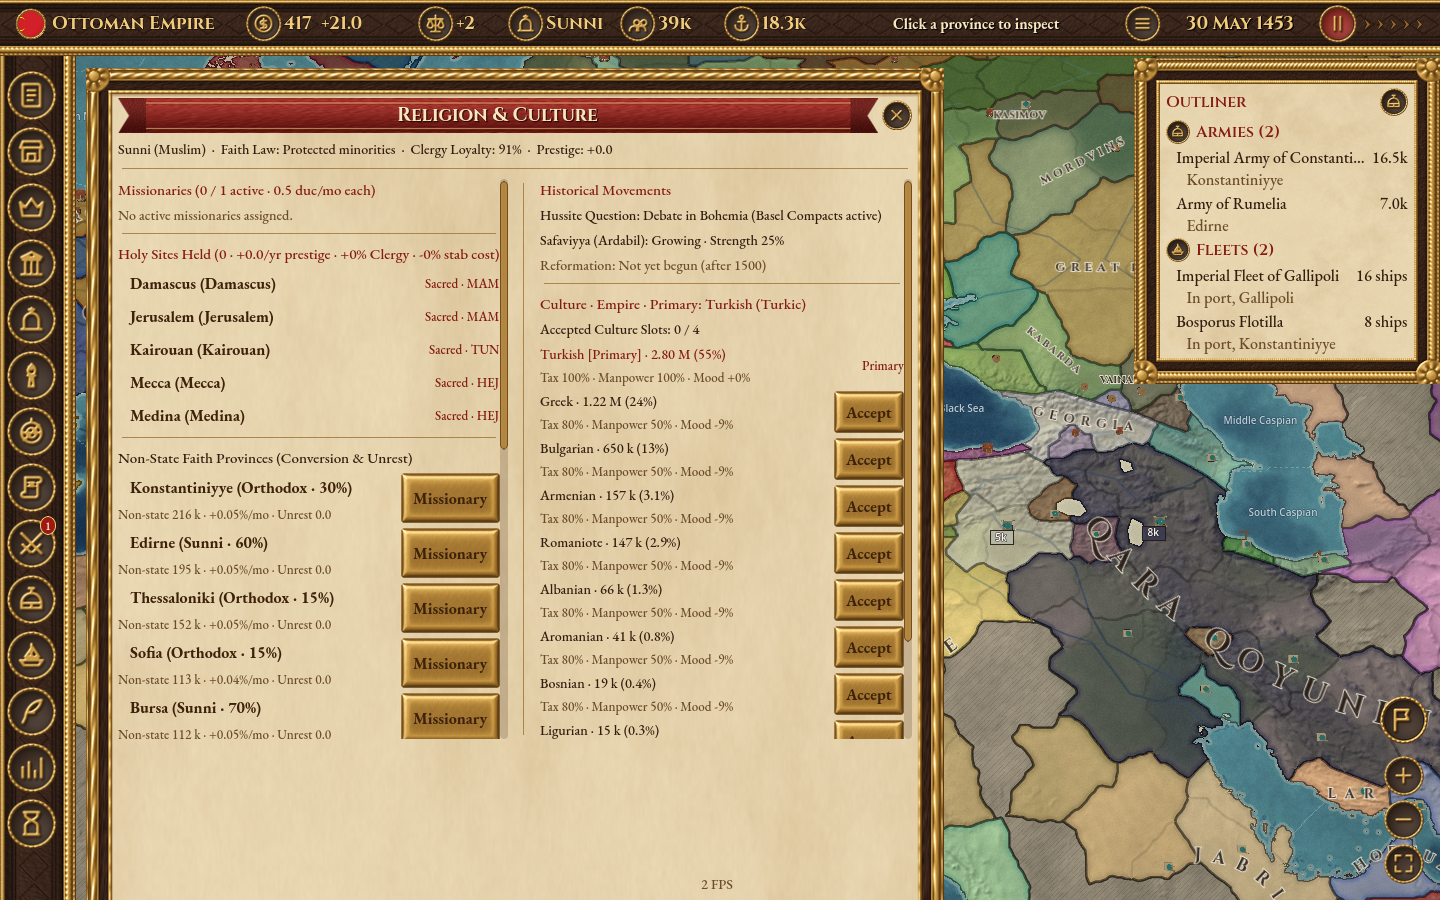 OTTOMAN EMPIRE 417 +21.0 +2 SUNNI 39K 18.3K Click a province to inspect 30 MAY 1453
RELIGION & CULTURE
Sunni (Muslim) · Faith Law: Protected minorities · Clergy Loyalty: 91% · Prestige: +0.0
Missionaries (0 / 1 active · 0.5 duc/mo each)
No active missionaries assigned.
Holy Sites Held (0 · +0.0/yr prestige · +0% Clergy · -0% stab cost)
Damascus (Damascus) Sacred · MAM
Jerusalem (Jerusalem) Sacred · MAM
Kairouan (Kairouan) Sacred · TUN
Mecca (Mecca) Sacred · HEJ
Medina (Medina) Sacred · HEJ
Non-State Faith Provinces (Conversion & Unrest)
Konstantiniyye (Orthodox · 30%)
Non-state 216 k · +0.05%/mo · Unrest 0.0
Missionary
Edirne (Sunni · 60%)
Non-state 195 k · +0.05%/mo · Unrest 0.0
Missionary
Thessaloniki (Orthodox · 15%)
Non-state 152 k · +0.05%/mo · Unrest 0.0
Missionary
Sofia (Orthodox · 15%)
Non-state 113 k · +0.04%/mo · Unrest 0.0
Missionary
Bursa (Sunni · 70%)
Non-state 112 k · +0.05%/mo · Unrest 0.0
Missionary
Historical Movements
Hussite Question: Debate in Bohemia (Basel Compacts active)
Safaviyya (Ardabil): Growing · Strength 25%
Reformation: Not yet begun (after 1500)
Culture · Empire · Primary: Turkish (Turkic)
Accepted Culture Slots: 0 / 4
Turkish [Primary] · 2.80 M (55%)
Tax 100% · Manpower 100% · Mood +0%
Primary
Greek · 1.22 M (24%)
Tax 80% · Manpower 50% · Mood -9%
Accept
Bulgarian · 650 k (13%)
Tax 80% · Manpower 50% · Mood -9%
Accept
Armenian · 157 k (3.1%)
Tax 80% · Manpower 50% · Mood -9%
Accept
Romaniote · 147 k (2.9%)
Tax 80% · Manpower 50% · Mood -9%
Accept
Albanian · 66 k (1.3%)
Tax 80% · Manpower 50% · Mood -9%
Accept
Aromanian · 41 k (0.8%)
Tax 80% · Manpower 50% · Mood -9%
Accept
Bosnian · 19 k (0.4%)
Tax 80% · Manpower 50% · Mood -9%
Accept
Ligurian · 15 k (0.3%)
2 FPS
OUTLINER
ARMIES (2)
Imperial Army of Constanti... 16.5k
Konstantiniyye
Army of Rumelia 7.0k
Edirne
FLEETS (2)
Imperial Fleet of Gallipoli 16 ships
In port, Gallipoli
Bosporus Flotilla 8 ships
In port, Konstantiniyye
1
KASIMOV
MORDVINS
GREAT
KABARDA
GEORGIA
Black Sea
Middle Caspian
South Caspian
5k
8k
QARA QOYUN
LAR
JABRI